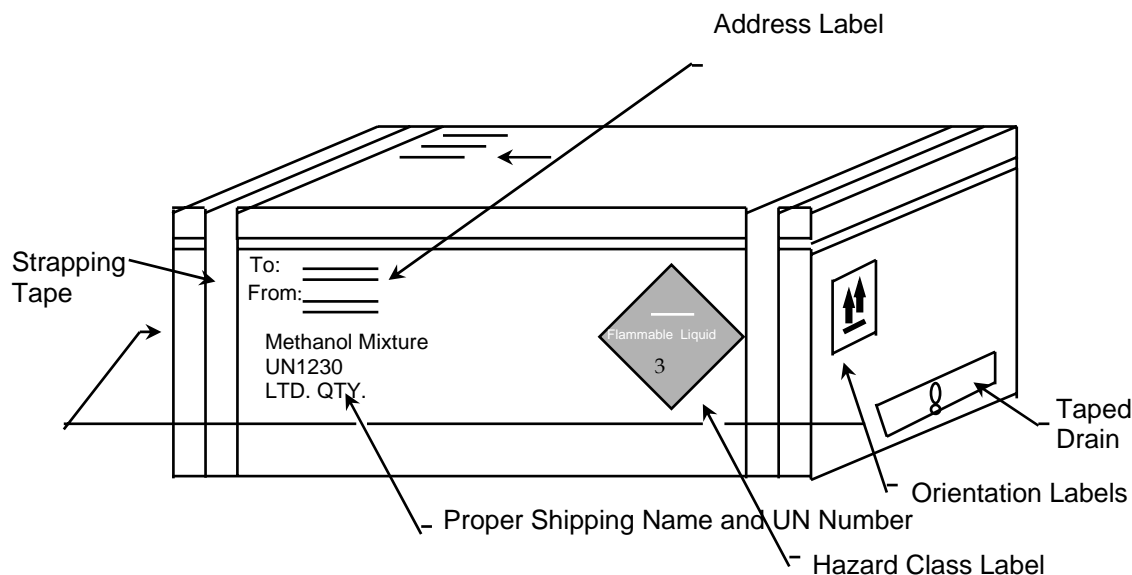 Address Label
Strapping
Tape
To:
From:
Methanol Mixture
UN1230
LTD. QTY.
Flammable Liquid
3
Taped
Drain
Orientation Labels
Proper Shipping Name and UN Number
Hazard Class Label